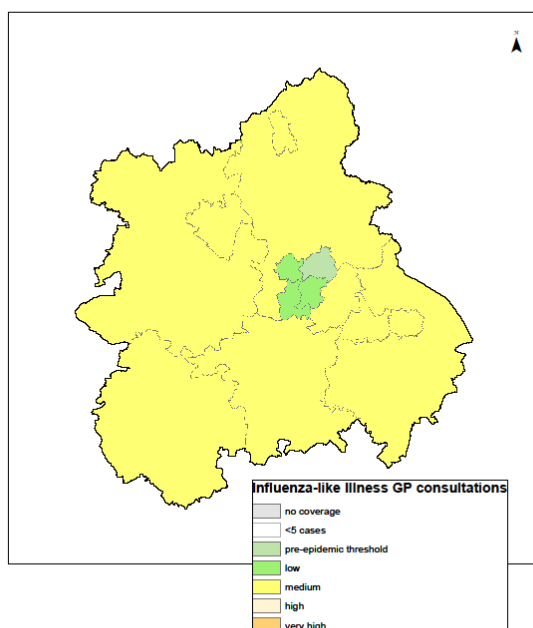 N
Influenza-like Illness GP consultations
no coverage
<5 cases
pre-epidemic threshold
low
medium
high
very high